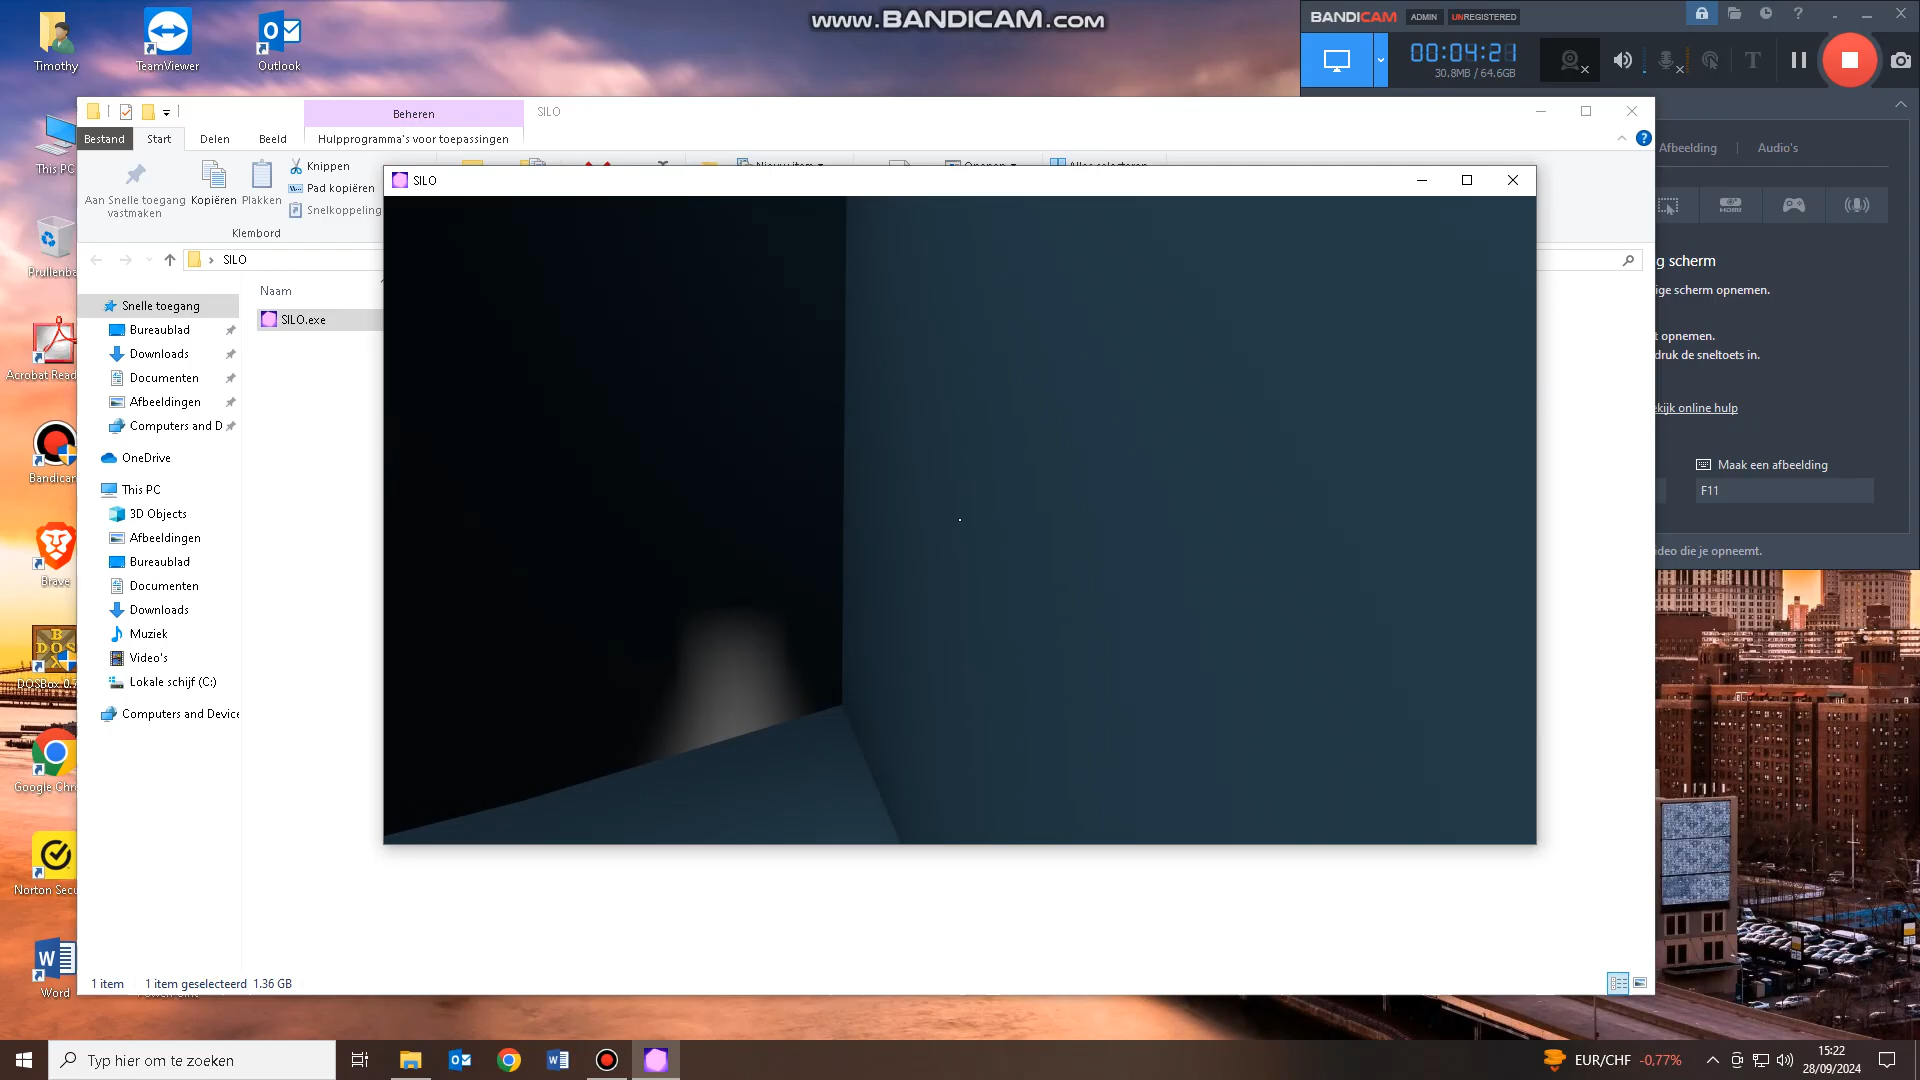 www.BANDICAM.com
BANDICAM ADMIN UNREGISTERED
00:04:21
30.8MB / 64.6GB
Timothy
TeamViewer
Outlook
Beheren
SILO
Bestand
Start
Delen
Beeld
Hulpprogramma's voor toepassingen
Afbeelding
Audio's
This PC
Aan Snelle toegang
vastmaken
Kopiëren
Plakken
Knippen
Pad kopiëren
Snelkoppeling
Klembord
SILO
SILO
HDMI
g scherm
ige scherm opnemen.
t opnemen.
druk de sneltoets in.
ekijk online hulp
Maak een afbeelding
F11
ideo die je opneemt.
Naam
SILO.exe
Snelle toegang
Bureaublad
Downloads
Documenten
Afbeeldingen
Computers and D
OneDrive
This PC
3D Objects
Afbeeldingen
Bureaublad
Documenten
Downloads
Muziek
Video's
Lokale schijf (C:)
Computers and Device
Prullenba
Acrobat Read
Bandicam
Brave
DOSBox 0.7
Google Chr
Norton Secu
Word
1 item
1 item geselecteerd 1.36 GB
Typ hier om te zoeken
EUR/CHF -0,77%
15:22
28/09/2024